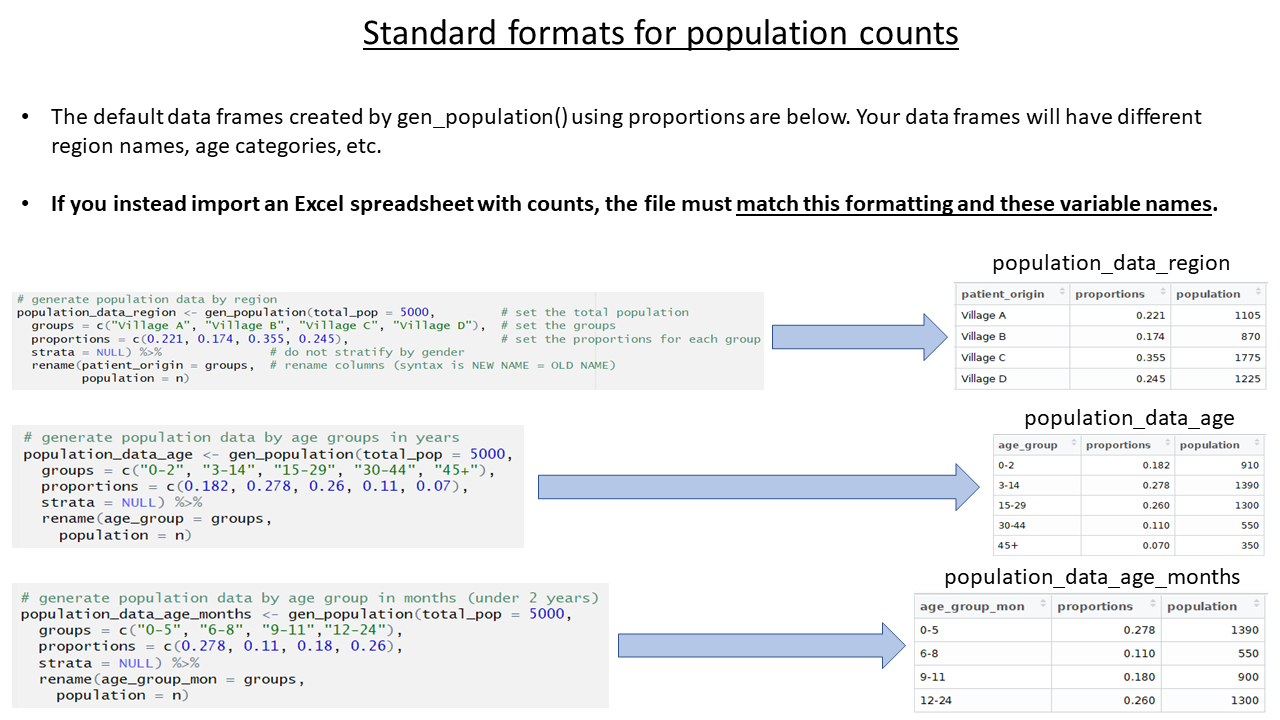 Standard formats for population counts
• The default data frames created by gen_population() using proportions are below. Your data frames will have different
region names, age categories, etc.
• If you instead import an Excel spreadsheet with counts, the file must match this formatting and these variable names.
# generate population data by region
population_data_region <- gen_population(total_pop = 5000, # set the total population
groups = c("Village A", "Village B", "Village C", "Village D"), # set the groups
proportions = c(0.221, 0.174, 0.355, 0.245), # set the proportions for each group
strata = NULL) %>% # do not stratify by gender
rename(patient_origin = groups, # rename columns (syntax is NEW NAME = OLD NAME)
population = n)
population_data_region
patient_origin proportions population
Village A 0.221 1105
Village B 0.174 870
Village C 0.355 1775
Village D 0.245 1225
# generate population data by age groups in years
population_data_age <- gen_population(total_pop = 5000,
groups = c("0-2", "3-14", "15-29", "30-44", "45+"),
proportions = c(0.182, 0.278, 0.26, 0.11, 0.07),
strata = NULL) %>%
rename(age_group = groups,
population = n)
population_data_age
age_group proportions population
0-2 0.182 910
3-14 0.278 1390
15-29 0.260 1300
30-44 0.110 550
45+ 0.070 350
# generate population data by age group in months (under 2 years)
population_data_age_months <- gen_population(total_pop = 5000,
groups = c("0-5", "6-8", "9-11","12-24"),
proportions = c(0.278, 0.11, 0.18, 0.26),
strata = NULL) %>%
rename(age_group_mon = groups,
population = n)
population_data_age_months
age_group_mon proportions population
0-5 0.278 1390
6-8 0.110 550
9-11 0.180 900
12-24 0.260 1300